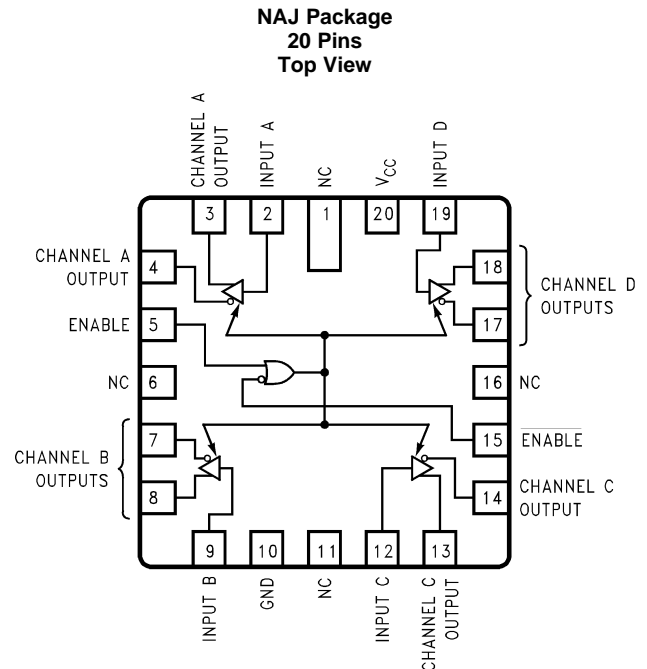 NAJ Package
20 Pins
Top View
CHANNEL A
OUTPUT
INPUT A
NC
VCC
INPUT D
3
2
1
20
19
CHANNEL A
OUTPUT
4
18
CHANNEL D
OUTPUTS
ENABLE
5
17
NC
6
16
NC
CHANNEL B
OUTPUTS
7
15
ENABLE
8
14
CHANNEL C
OUTPUT
9
10
11
12
13
INPUT B
GND
NC
INPUT C
CHANNEL C
OUTPUT